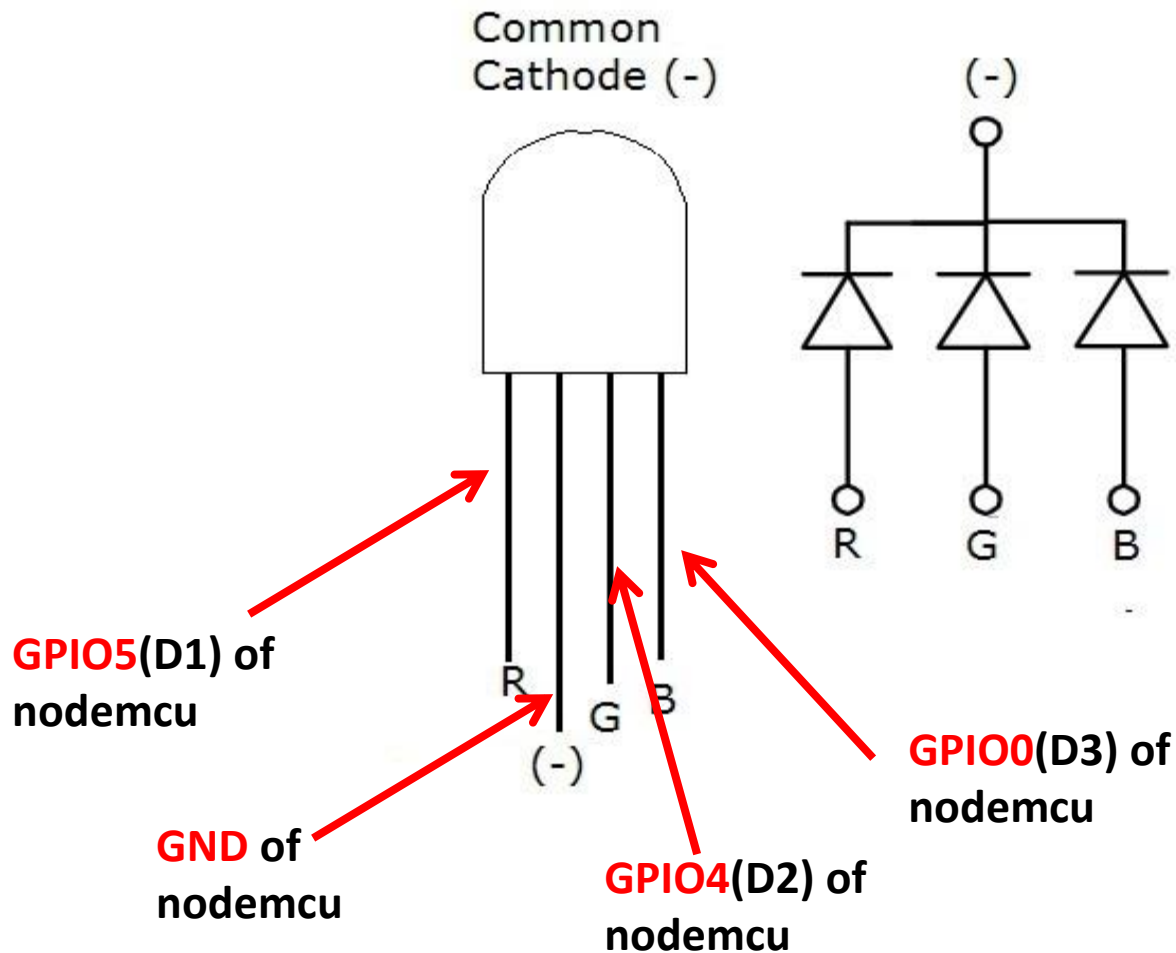 Common
Cathode (-)
(-)
R
G
B
-
R
(-)
G
B
GPIO5(D1) of
nodemcu
GND of
nodemcu
GPIO4(D2) of
nodemcu
GPIO0(D3) of
nodemcu